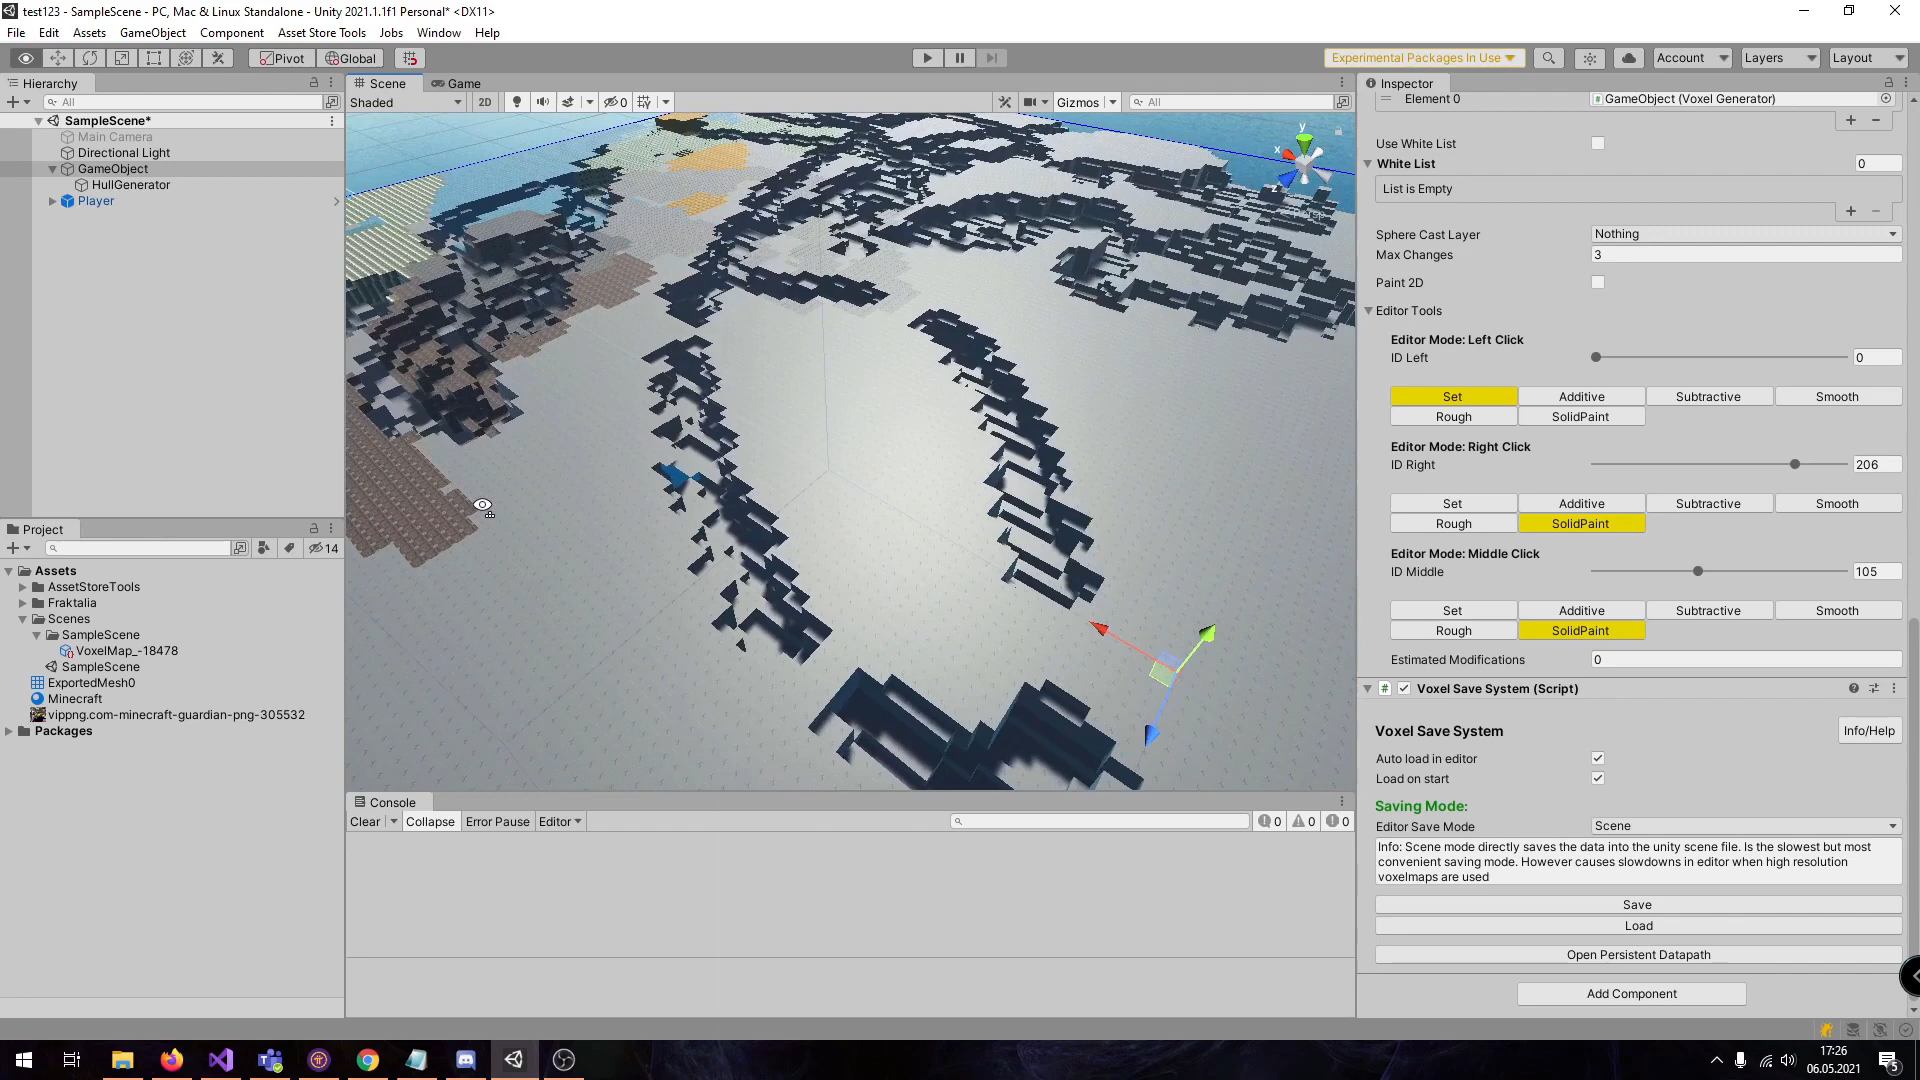 test123 - SampleScene - PC, Mac & Linux Standalone - Unity 2021.1.1f1 Personal* <DX11>
File Edit Assets GameObject Component Asset Store Tools Jobs Window Help
Pivot Global Experimental Packages In Use Account Layers Layout
Hierarchy
All
SampleScene*
Main Camera
Directional Light
GameObject
HullGenerator
Player
Project
14
Assets
AssetStoreTools
Fraktalia
Scenes
SampleScene
VoxelMap_-18478
SampleScene
ExportedMesh0
Minecraft
vippng.com-minecraft-guardian-png-305532
Packages
Scene Game
Shaded 2D 0 Gizmos All
y
x
z
Persp
Console
Clear Collapse Error Pause Editor 0 0 0
Inspector
Element 0 GameObject (Voxel Generator)
Use White List
White List 0
List is Empty
Sphere Cast Layer Nothing
Max Changes 3
Paint 2D
Editor Tools
Editor Mode: Left Click
ID Left 0
Set Additive Subtractive Smooth
Rough SolidPaint
Editor Mode: Right Click
ID Right 206
Set Additive Subtractive Smooth
Rough SolidPaint
Editor Mode: Middle Click
ID Middle 105
Set Additive Subtractive Smooth
Rough SolidPaint
Estimated Modifications 0
# Voxel Save System (Script)
Voxel Save System Info/Help
Auto load in editor
Load on start
Saving Mode:
Editor Save Mode Scene
Info: Scene mode directly saves the data into the unity scene file. Is the slowest but most
convenient saving mode. However causes slowdowns in editor when high resolution
voxelmaps are used
Save
Load
Open Persistent Datapath
Add Component
17:26
06.05.2021
5